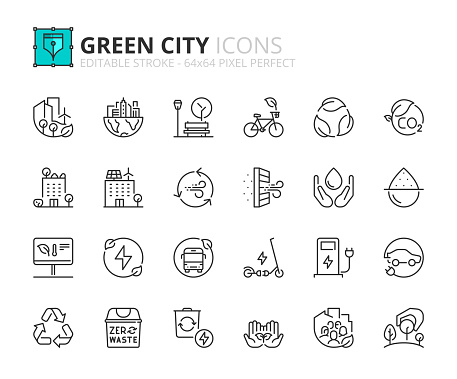 GREEN CITY ICONS
EDITABLE STROKE - 64x64 PIXEL PERFECT
CO2
ZERO
WASTE